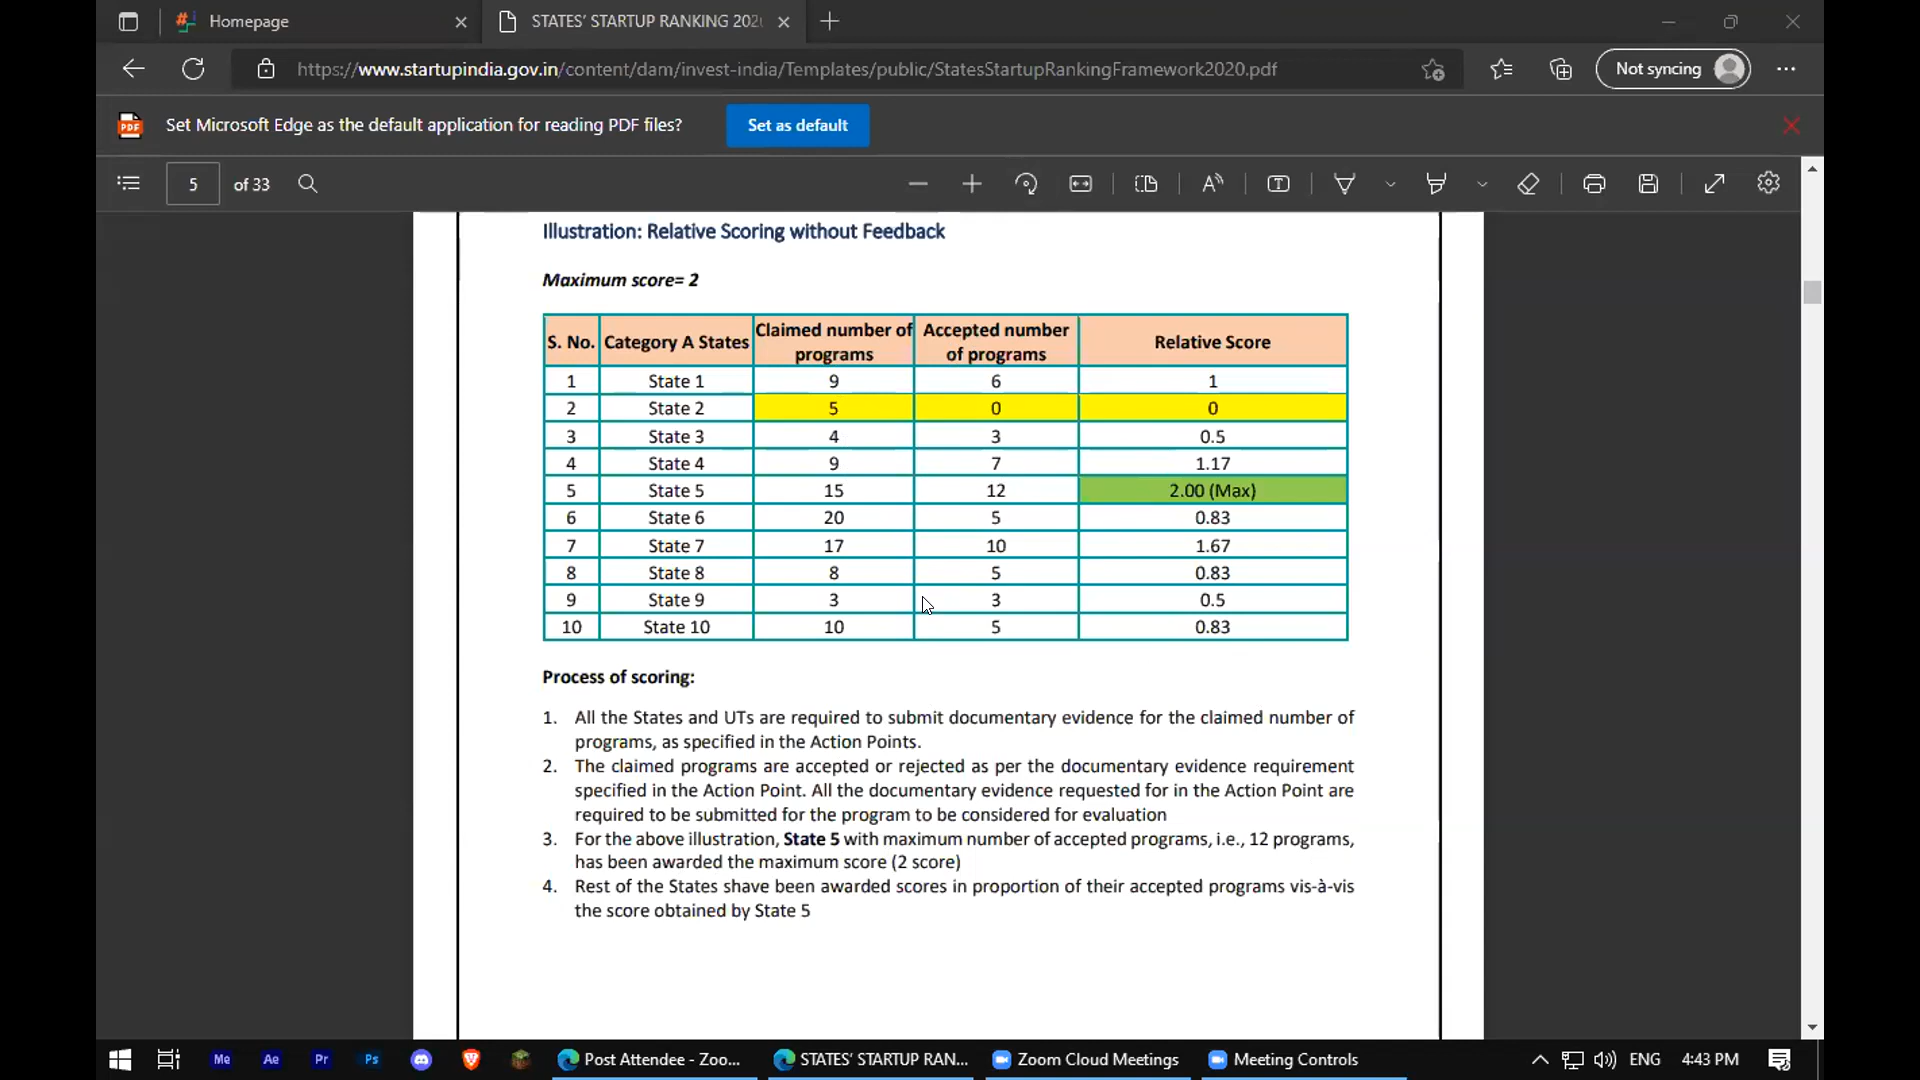 Homepage
STATES' STARTUP RANKING 202
https://www.startupindia.gov.in/content/dam/invest-india/Templates/public/StatesStartupRankingFramework2020.pdf
Not syncing
PDF
Set Microsoft Edge as the default application for reading PDF files?
Set as default
5 of 33
Illustration: Relative Scoring without Feedback
Maximum score= 2
S. No. Category A States Claimed number of programs Accepted number of programs Relative Score
1 State 1 9 6 1
2 State 2 5 0 0
3 State 3 4 3 0.5
4 State 4 9 7 1.17
5 State 5 15 12 2.00 (Max)
6 State 6 20 5 0.83
7 State 7 17 10 1.67
8 State 8 8 5 0.83
9 State 9 3 3 0.5
10 State 10 10 5 0.83
Process of scoring:
1. All the States and UTs are required to submit documentary evidence for the claimed number of
programs, as specified in the Action Points.
2. The claimed programs are accepted or rejected as per the documentary evidence requirement
specified in the Action Point. All the documentary evidence requested for in the Action Point are
required to be submitted for the program to be considered for evaluation
3. For the above illustration, State 5 with maximum number of accepted programs, i.e., 12 programs,
has been awarded the maximum score (2 score)
4. Rest of the States shave been awarded scores in proportion of their accepted programs vis-à-vis
the score obtained by State 5
Me Ae Pr Ps Post Attendee - Zoo... STATES' STARTUP RAN... Zoom Cloud Meetings Meeting Controls ENG 4:43 PM